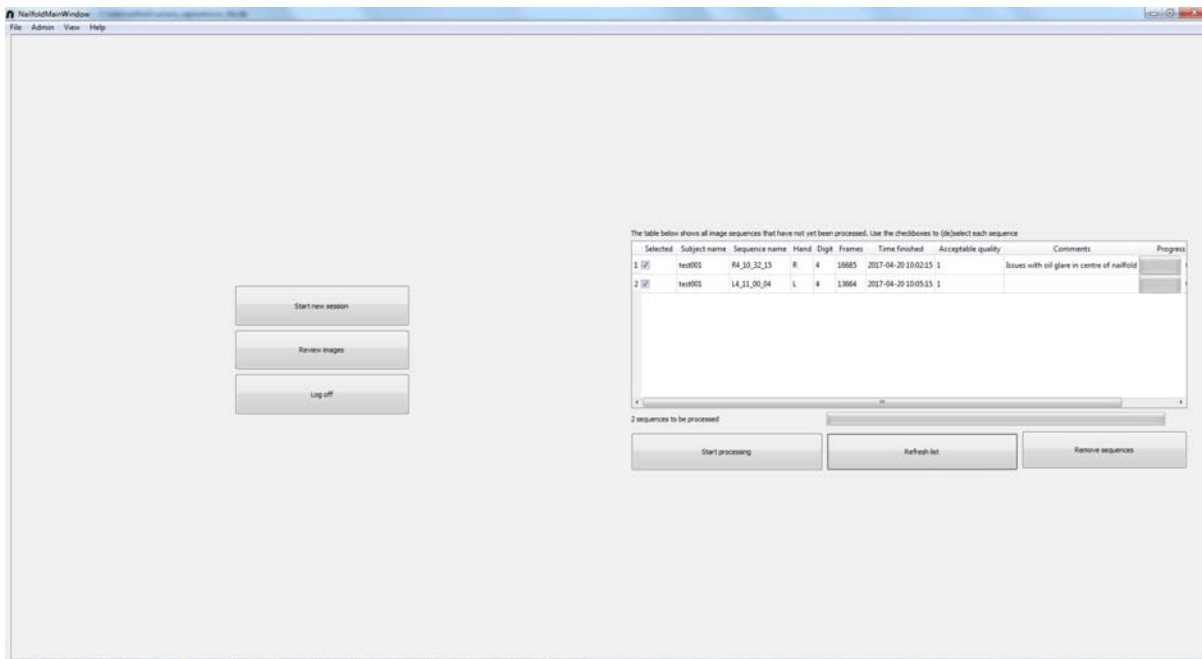 NailfoldMainWindow
File Admin View Help
The table below shows all image sequences that have not yet been processed. Use the checkboxes to (de)select each sequence
Selected Subject name Sequence name Hand Digit Frames Time finished Acceptable quality Comments Progress
1 test001 R4_10_32_15 R 4 16685 2017-04-20 10:02:15 1 Issues with oil glare in centre of nailfold
2 test001 L4_11_00_04 L 4 13664 2017-04-20 10:05:15 1
Start new session
Review images
Log off
2 sequences to be processed
Start processing Refresh list Remove sequences